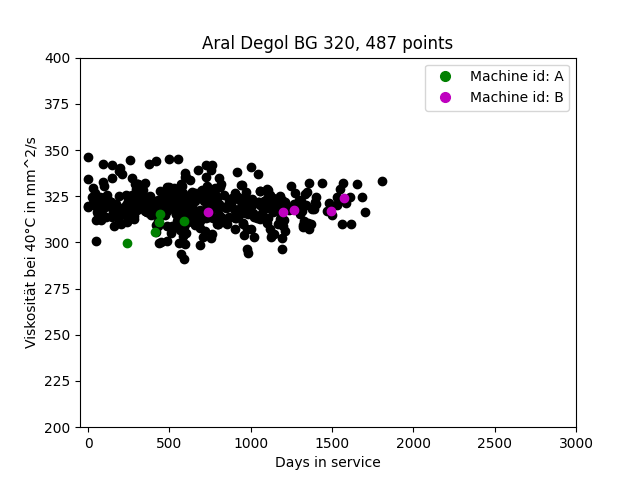 Aral Degol BG 320, 487 points
Machine id: A
Machine id: B
Viskosität bei 40°C in mm^2/s
400
375
350
325
300
275
250
225
200
0 500 1000 1500 2000 2500 3000
Days in service